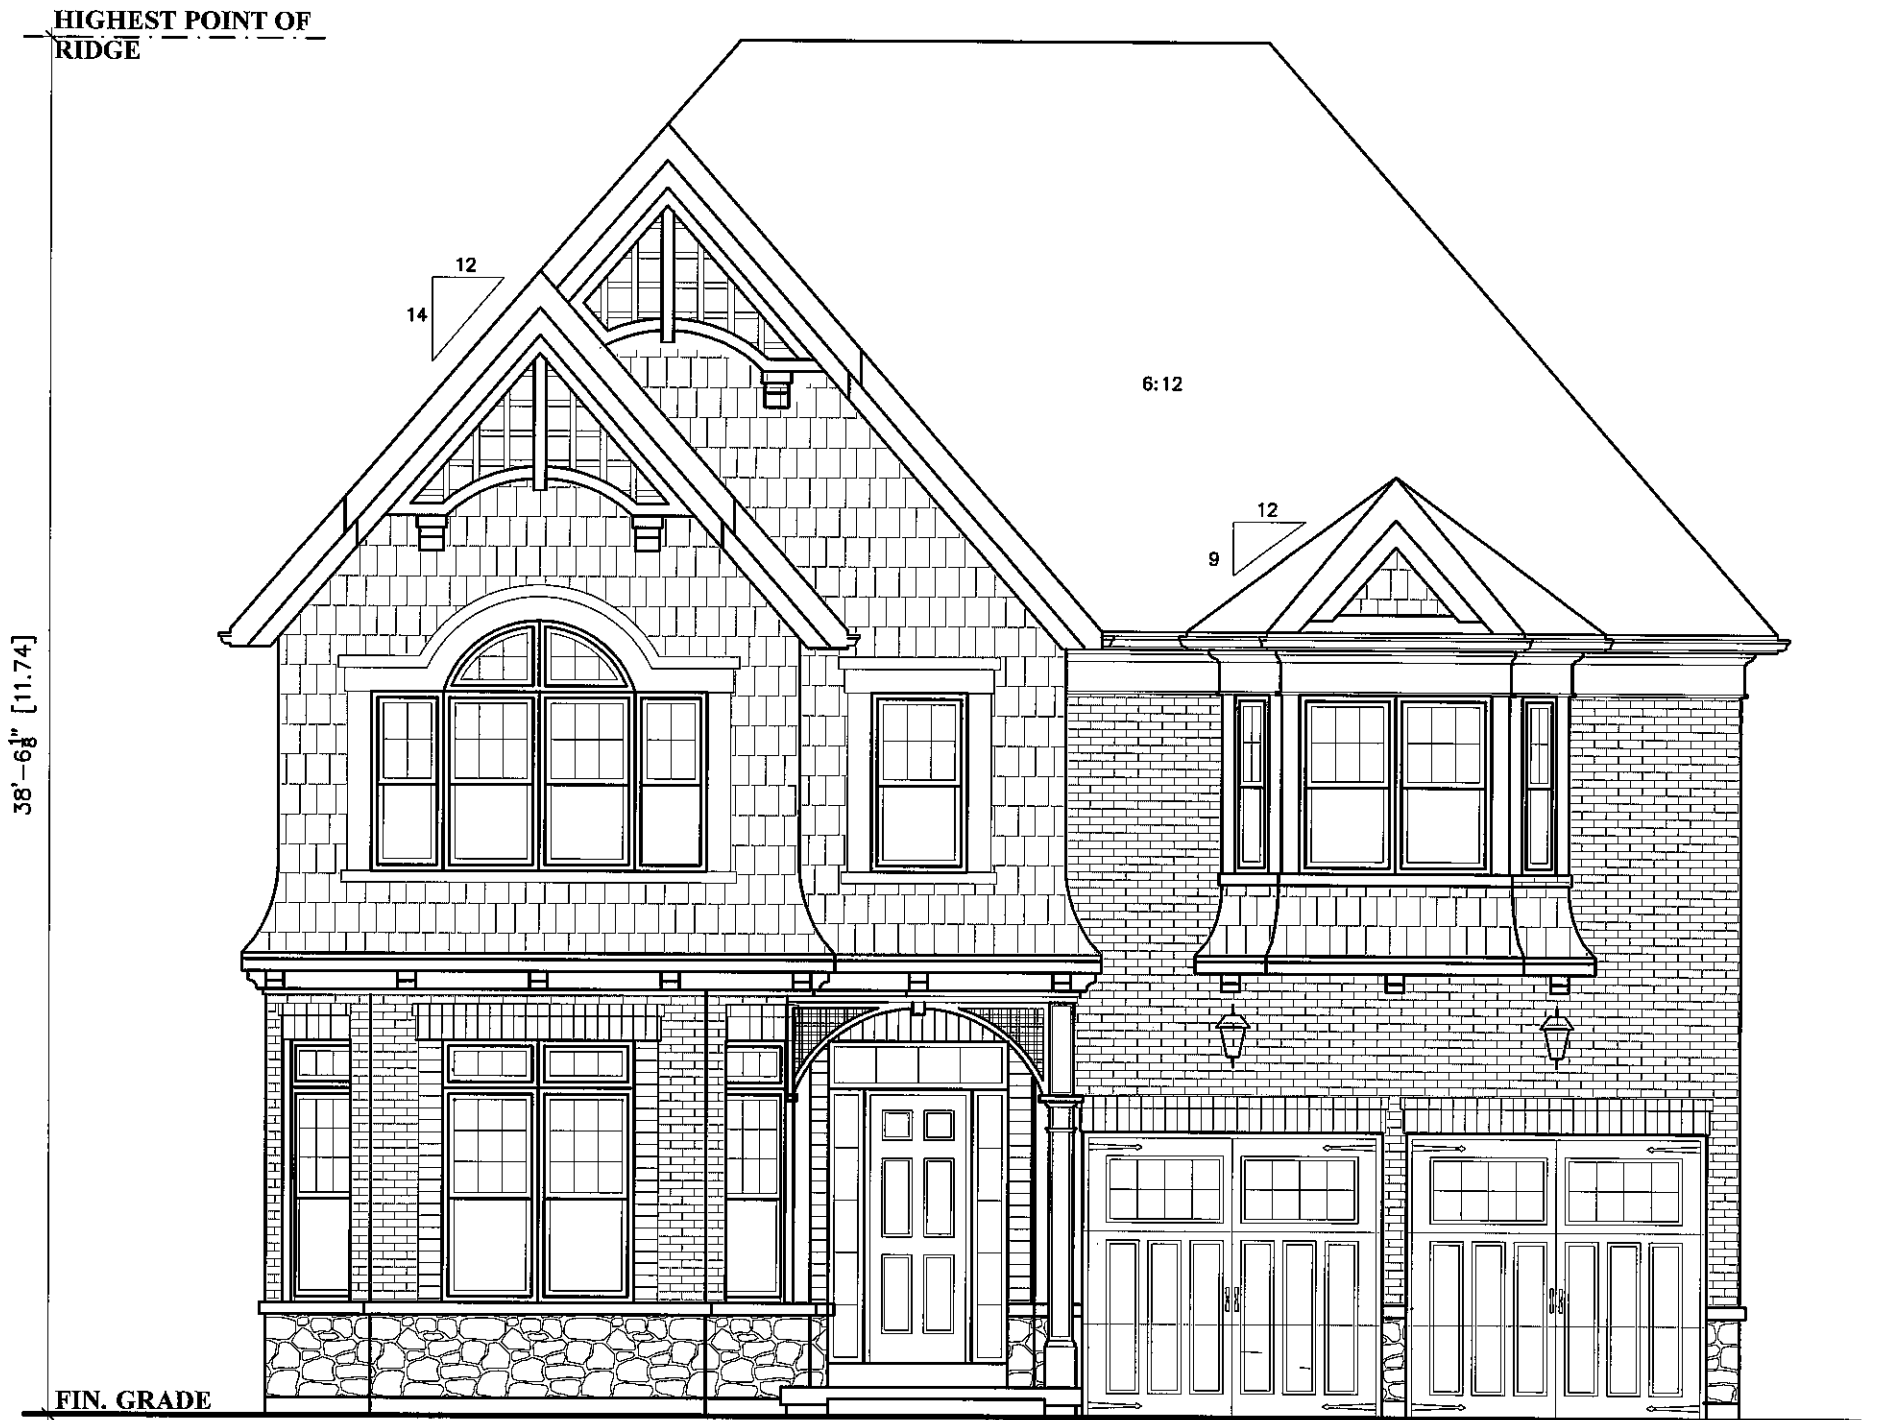 HIGHEST POINT OF
RIDGE
12
14
6:12
12
9
38'-6 1/8" [11.74]
FIN. GRADE